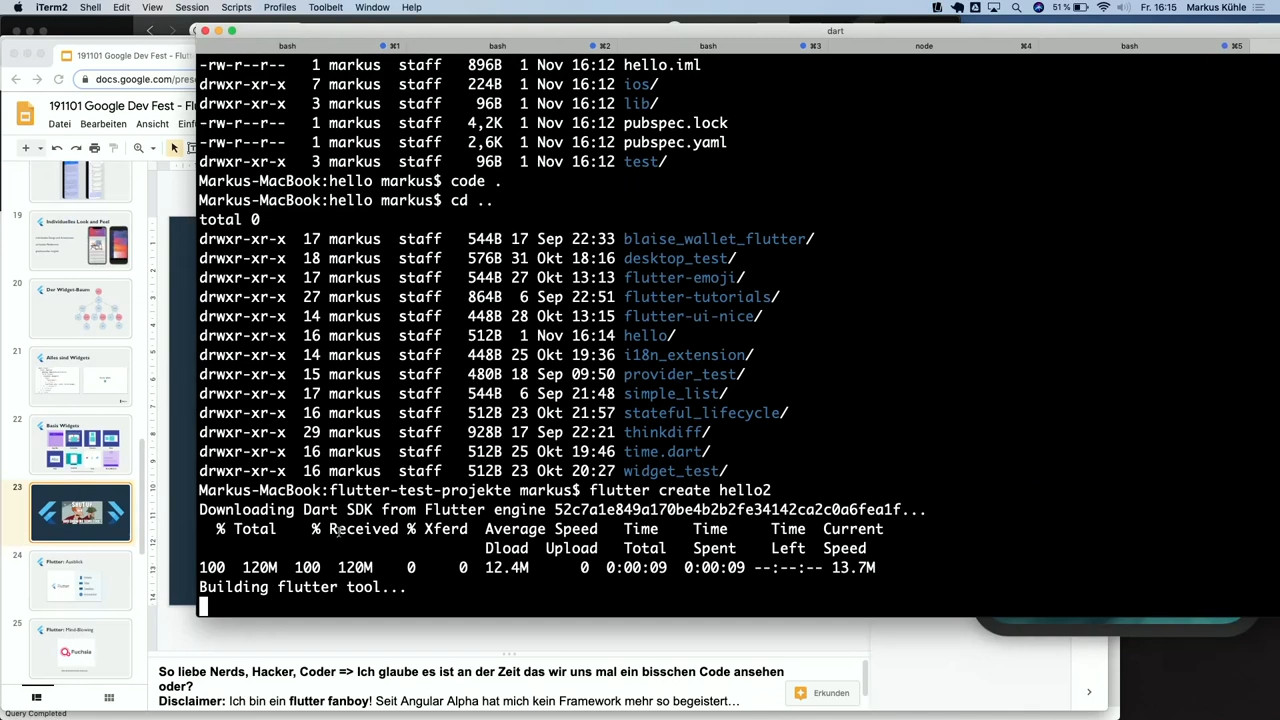 iTerm2 Shell Edit View Session Scripts Profiles Toolbelt Window Help
51 % Fr. 16:15 Markus Kühle
dart
bash ⌘1 bash ⌘2 bash ⌘3 node ⌘4 bash ⌘5
191101 Google Dev Fest - Flutt
docs.google.com/prese
191101 Google Dev Fest - Fl
Datei Bearbeiten Ansicht Einf
-rw-r--r-- 1 markus staff 896B 1 Nov 16:12 hello.iml
drwxr-xr-x 7 markus staff 224B 1 Nov 16:12 ios/
drwxr-xr-x 3 markus staff 96B 1 Nov 16:12 lib/
-rw-r--r-- 1 markus staff 4,2K 1 Nov 16:12 pubspec.lock
-rw-r--r-- 1 markus staff 2,6K 1 Nov 16:12 pubspec.yaml
drwxr-xr-x 3 markus staff 96B 1 Nov 16:12 test/
Markus-MacBook:hello markus$ code .
Markus-MacBook:hello markus$ cd ..
total 0
drwxr-xr-x 17 markus staff 544B 17 Sep 22:33 blaise_wallet_flutter/
drwxr-xr-x 18 markus staff 576B 31 Okt 18:16 desktop_test/
drwxr-xr-x 17 markus staff 544B 27 Okt 13:13 flutter-emoji/
drwxr-xr-x 27 markus staff 864B 6 Sep 22:51 flutter-tutorials/
drwxr-xr-x 14 markus staff 448B 28 Okt 13:15 flutter-ui-nice/
drwxr-xr-x 16 markus staff 512B 1 Nov 16:14 hello/
drwxr-xr-x 14 markus staff 448B 25 Okt 19:36 i18n_extension/
drwxr-xr-x 15 markus staff 480B 18 Sep 09:50 provider_test/
drwxr-xr-x 17 markus staff 544B 6 Sep 21:48 simple_list/
drwxr-xr-x 16 markus staff 512B 23 Okt 21:57 stateful_lifecycle/
drwxr-xr-x 29 markus staff 928B 17 Sep 22:21 thinkdiff/
drwxr-xr-x 16 markus staff 512B 25 Okt 19:46 time.dart/
drwxr-xr-x 16 markus staff 512B 23 Okt 20:27 widget_test/
Markus-MacBook:flutter-test-projekte markus$ flutter create hello2
Downloading Dart SDK from Flutter engine 52c7a1e849a170be4b2b2fe34142ca2c0a6fea1f...
% Total % Received % Xferd Average Speed Time Time Time Current
Dload Upload Total Spent Left Speed
100 120M 100 120M 0 0 12.4M 0 0:00:09 0:00:09 --:--:-- 13.7M
Building flutter tool...
19
Individuelles Look and Feel
20
Der Widget-Baum
21
Alles sind Widgets
22
Basis Widgets
23
24
Flutter: Ausblick
25
Flutter: Mind-Blowing
Fuchsia
So liebe Nerds, Hacker, Coder => Ich glaube es ist an der Zeit das wir uns mal ein bisschen Code ansehen
oder?
Disclaimer: Ich bin ein flutter fanboy! Seit Angular Alpha hat mich kein Framework mehr so begeistert…
Erkunden
Query Completed